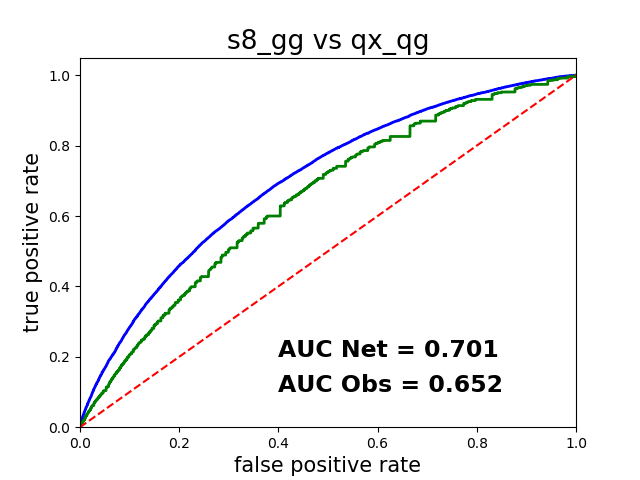 s8_gg vs qx_qg
1.0
0.8
0.6
0.4
0.2
0.0
true positive rate
AUC Net = 0.701
AUC Obs = 0.652
0.0 0.2 0.4 0.6 0.8 1.0
false positive rate